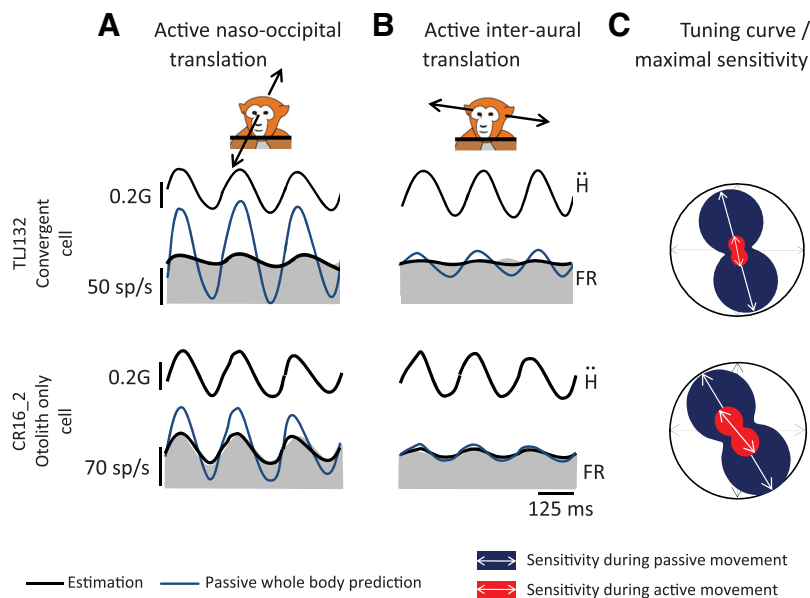 A
Active naso-occipital
translation
B
Active inter-aural
translation
C
Tuning curve /
maximal sensitivity
TLJ132
Convergent
cell
0.2G
50 sp/s
Ḧ
FR
CR16_2
Otolith only
cell
0.2G
70 sp/s
Ḧ
FR
125 ms
Estimation
Passive whole body prediction
Sensitivity during passive movement
Sensitivity during active movement